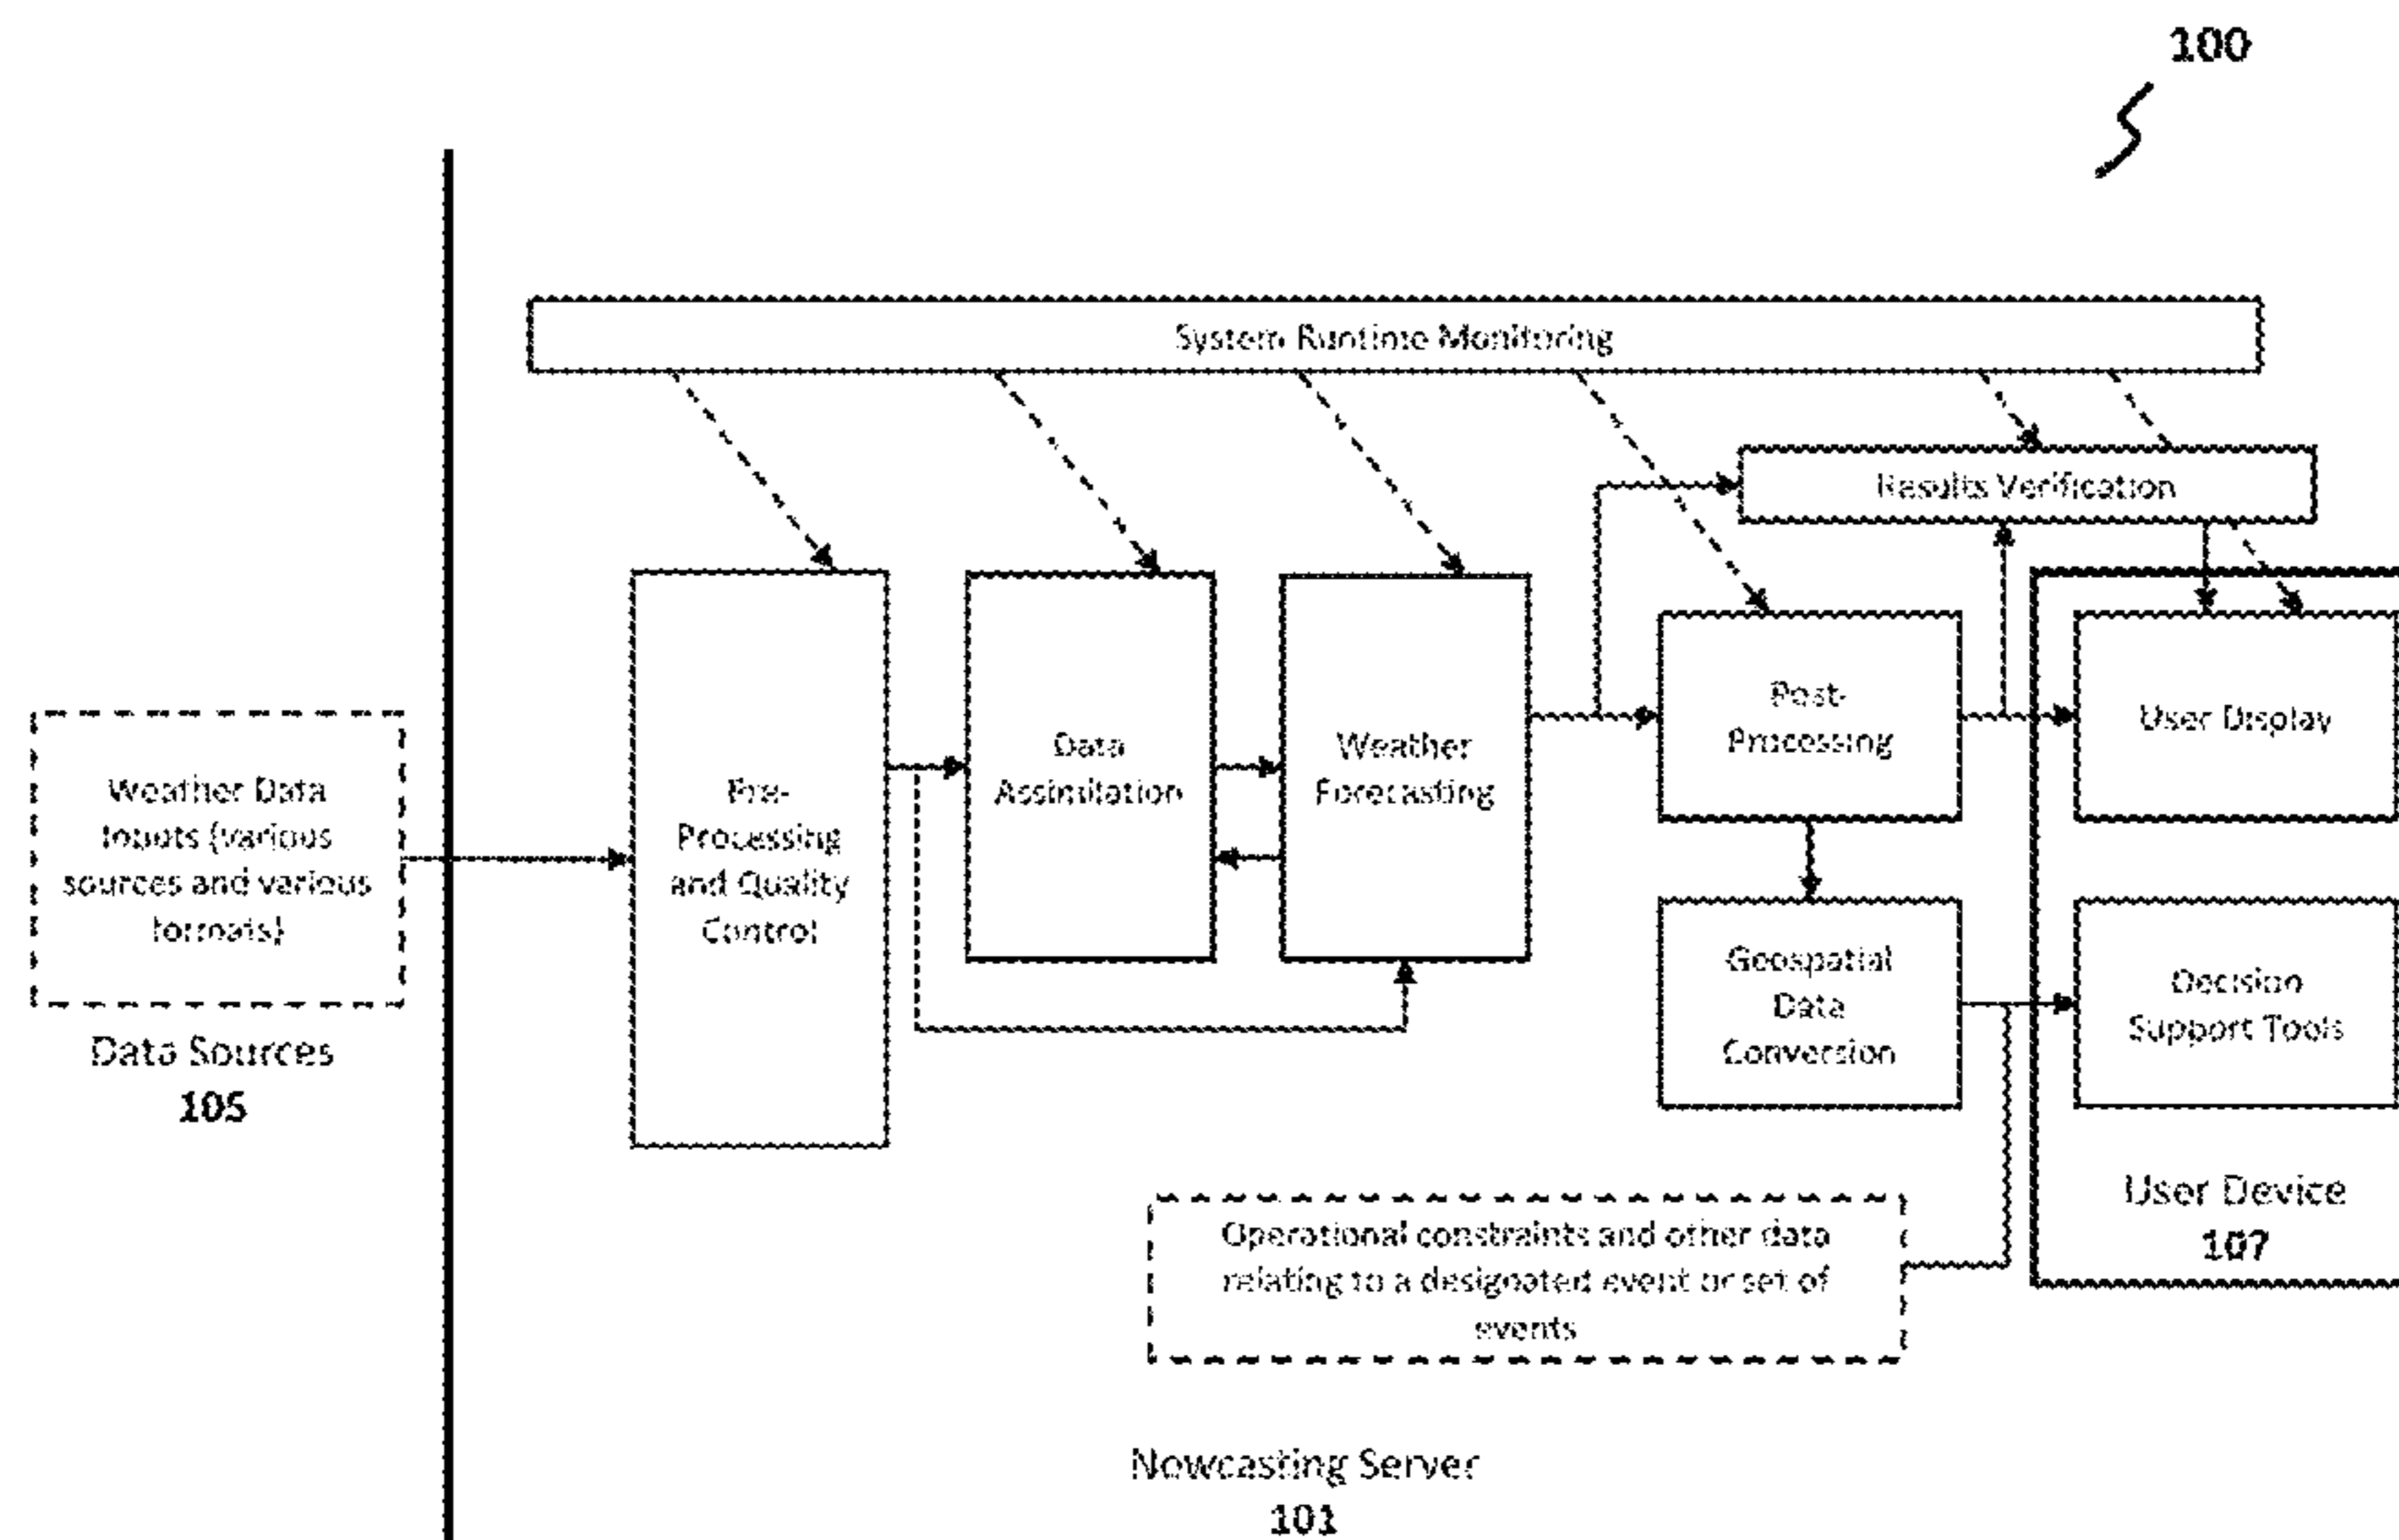 100
System Runtime Monitoring
Results Verification
Weather Data
Inputs (various
sources and various
formats)
Data Sources
105
Pre-
Processing
and Quality
Control
Data
Assimilation
Weather
Forecasting
Post-
Processing
User Display
Geospatial
Data
Conversion
Decision
Support Tools
User Device
107
Operational constraints and other data
relating to a designated event or set of
events
Nowcasting Server
101